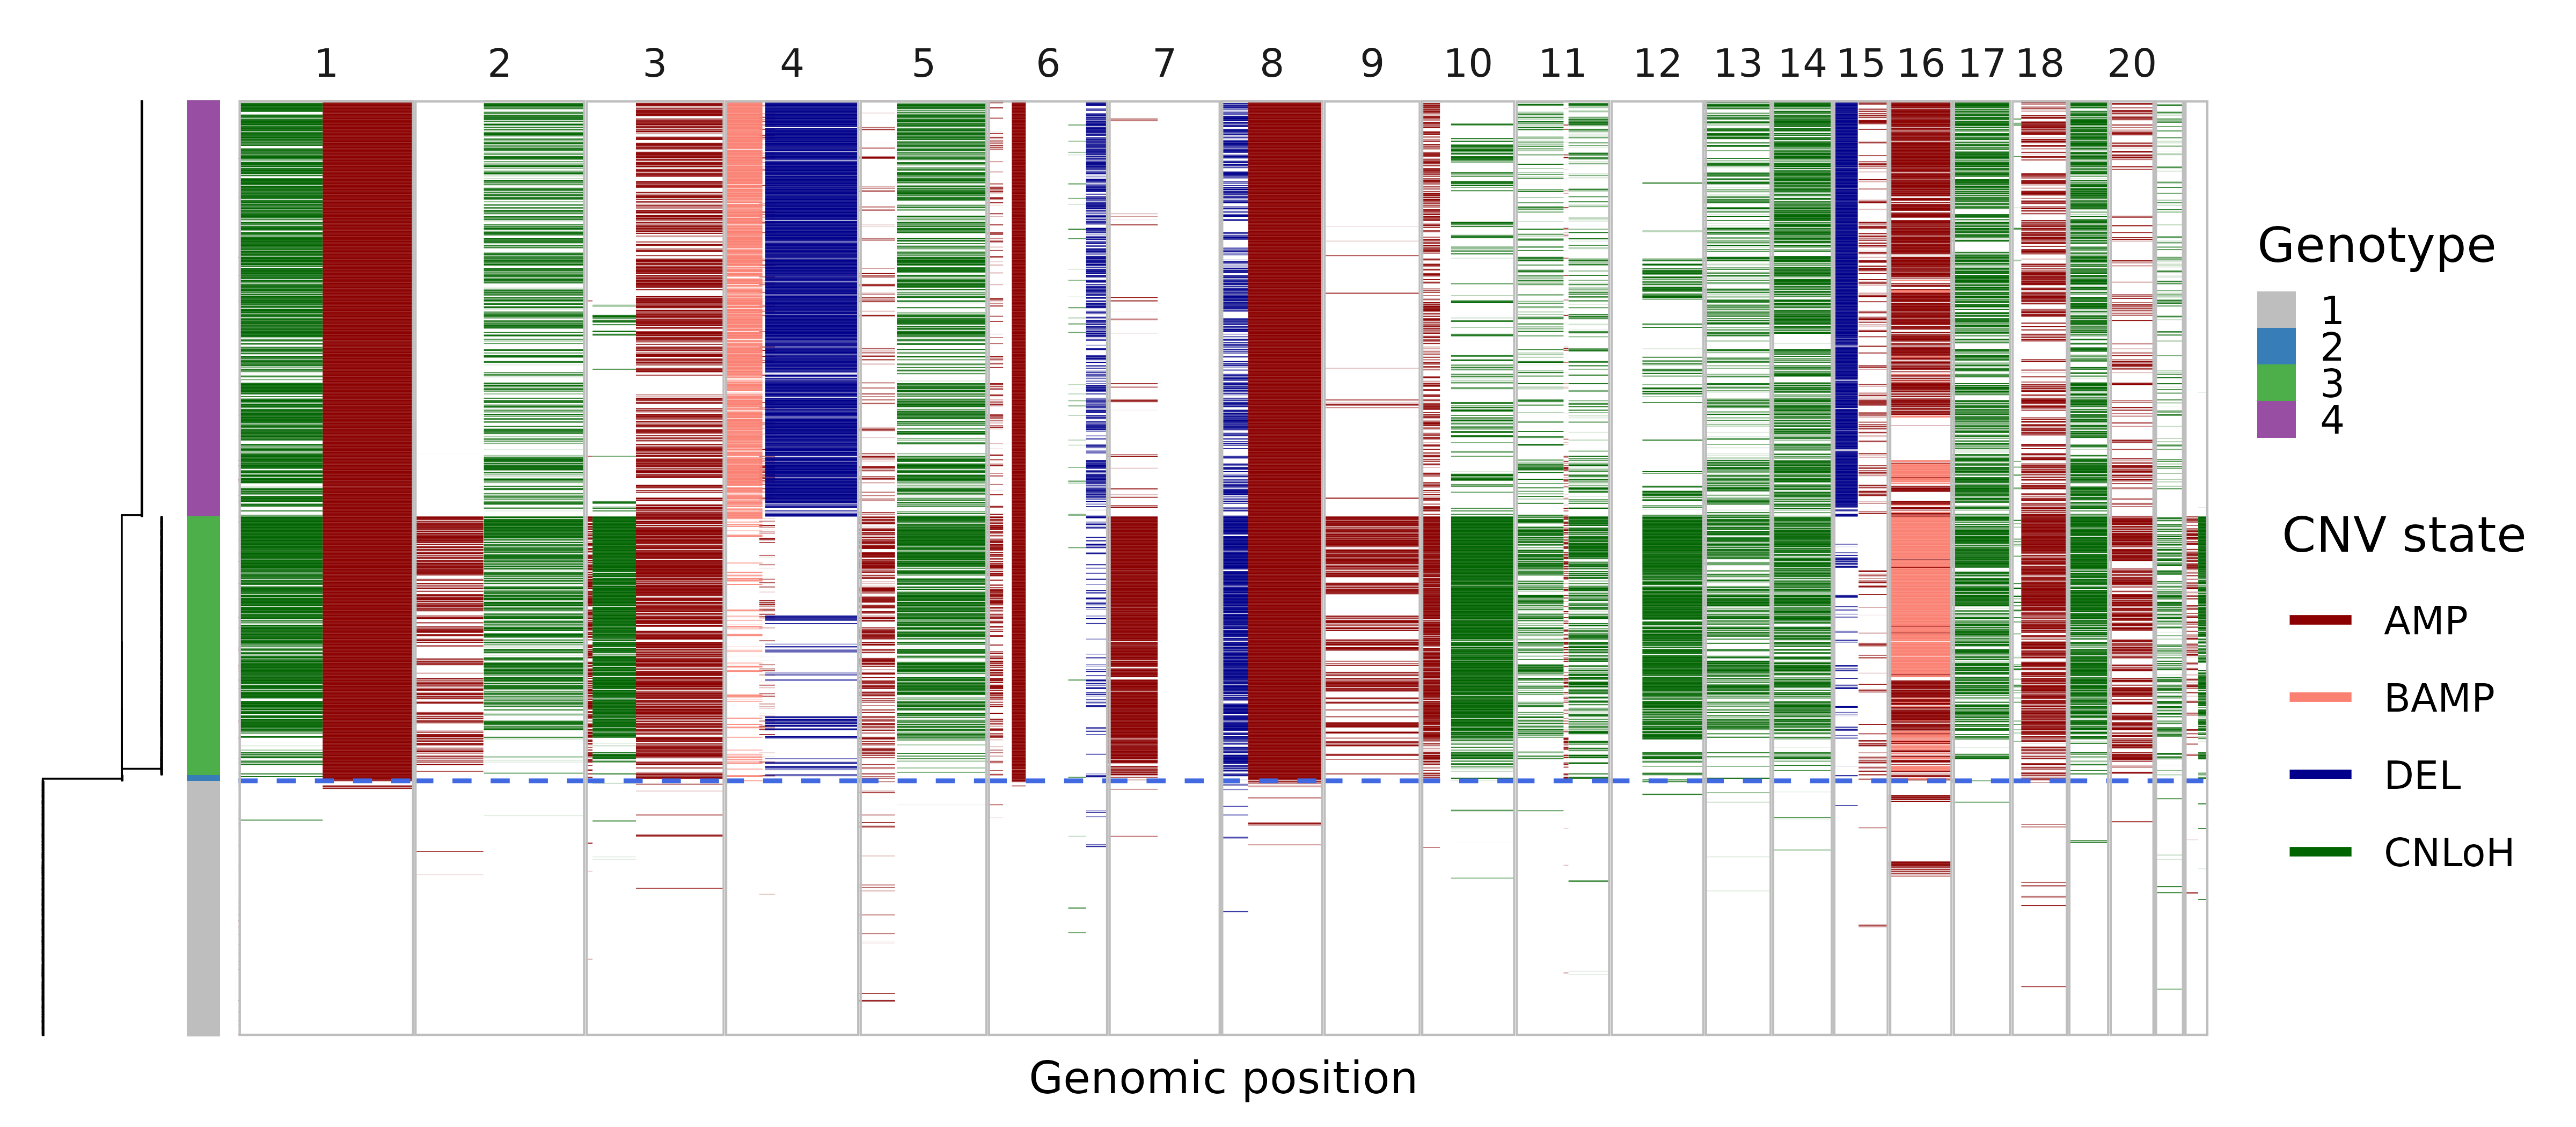 1 2 3 4 5 6 7 8 9 10 11 12 13 14 15 16 17 18 20
Genotype
1
2
3
4
CNV state
AMP
BAMP
DEL
CNLoH
Genomic position